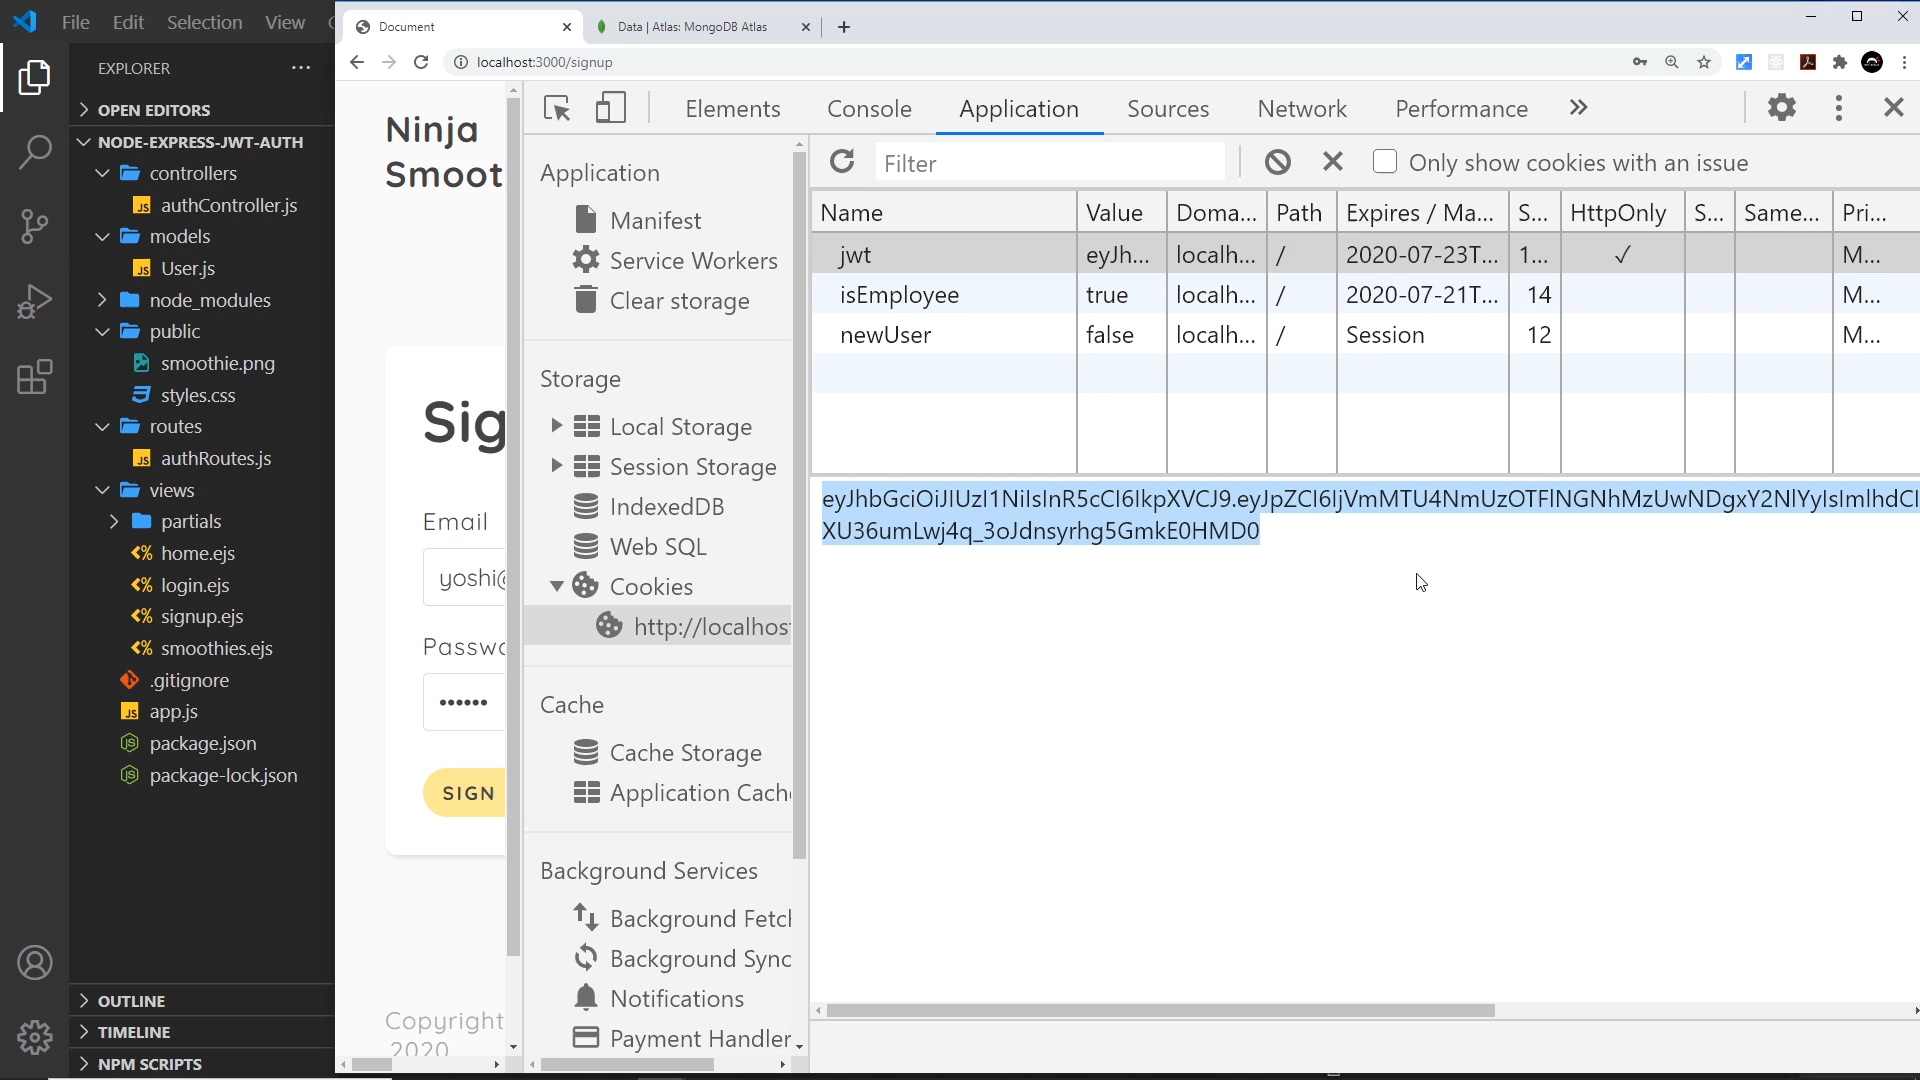 File Edit Selection View
Document
Data | Atlas: MongoDB Atlas
localhost:3000/signup
EXPLORER
OPEN EDITORS
NODE-EXPRESS-JWT-AUTH
controllers
authController.js
models
User.js
node_modules
public
smoothie.png
styles.css
routes
authRoutes.js
views
partials
home.ejs
login.ejs
signup.ejs
smoothies.ejs
.gitignore
app.js
package.json
package-lock.json
OUTLINE
TIMELINE
NPM SCRIPTS
Ninja
Smoot
Sig
Email
yoshi@
Passwo
••••••
SIGN
Copyright
2020
Elements Console Application Sources Network Performance
Application
Manifest
Service Workers
Clear storage
Storage
Local Storage
Session Storage
IndexedDB
Web SQL
Cookies
http://localhost
Cache
Cache Storage
Application Cach
Background Services
Background Fetch
Background Sync
Notifications
Payment Handler
Filter
Only show cookies with an issue
Name Value Doma... Path Expires / Ma... S... HttpOnly S... Same... Pri...
jwt eyJh... localh... / 2020-07-23T... 1... ✓ M...
isEmployee true localh... / 2020-07-21T... 14 M...
newUser false localh... / Session 12 M...
eyJhbGciOiJIUzI1NiIsInR5cCI6IkpXVCJ9.eyJpZCI6IjVmMTU4NmUzOTFlNGNhMzUwNDgxY2NlYyIsImlhdCI
XU36umLwj4q_3oJdnsyrhg5GmkE0HMD0